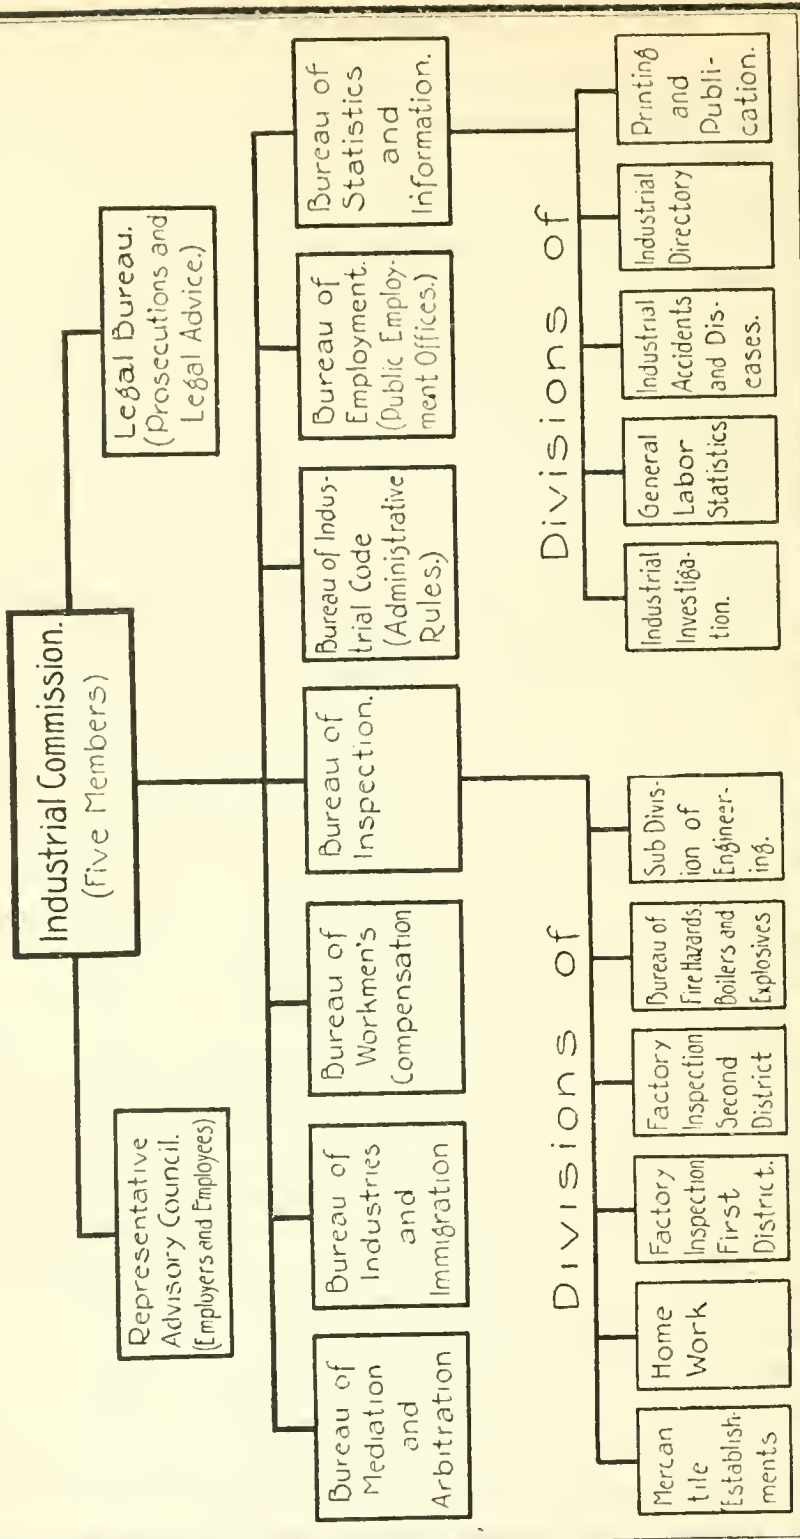 Industrial Commission.
(Five Members)
Representative
Advisory Council.
(Employers and Employees)
Legal Bureau.
(Prosecutions and
Legal Advice.)
Bureau of
Mediation
and
Arbitration
Bureau of
Industries
and
Immigration
Bureau of
Workmen's
Compensation
Bureau of
Inspection.
Bureau of Indus-
trial Code
(Administrative
Rules.)
Bureau of
Employment.
(Public Employ-
ment Offices.)
Bureau of
Statistics
and
Information.
Divisions of
Mercan
tile
Establish-
ments
Home
Work
Factory
Inspection
First
District.
Factory
Inspection
Second
District
Bureau of
Fire Hazards
Boilers and
Explosives
Sub Divis-
ion of
Engineer-
ing.
Divisions of
Industrial
Investiga-
tion.
General
Labor
Statistics
Industrial
Accidents
and Dis-
eases.
Industrial
Directory
Printing
and
Publi-
cation.